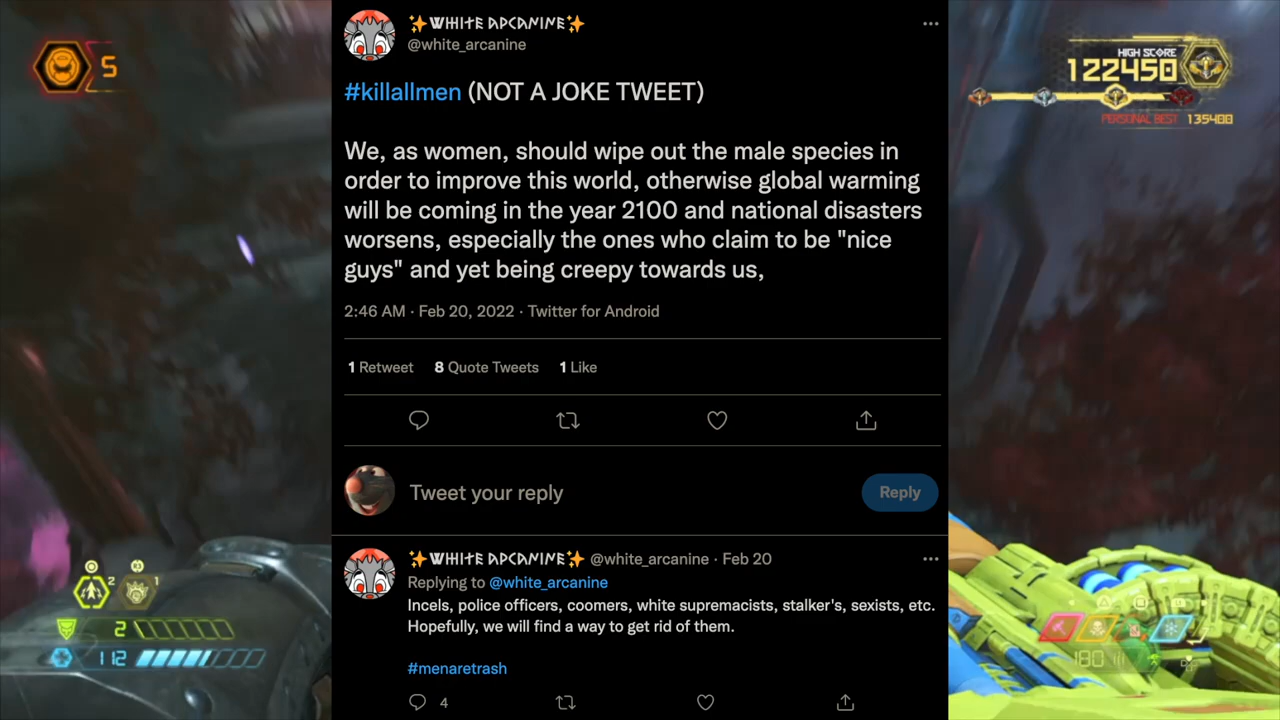 ✨WHITE ARCANINE✨
@white_arcanine
5
HIGH SCORE
122450
PERSONAL BEST 135400
#killallmen (NOT A JOKE TWEET)
We, as women, should wipe out the male species in
order to improve this world, otherwise global warming
will be coming in the year 2100 and national disasters
worsens, especially the ones who claim to be "nice
guys" and yet being creepy towards us,
2:46 AM · Feb 20, 2022 · Twitter for Android
1 Retweet 8 Quote Tweets 1 Like
Tweet your reply
Reply
✨WHITE ARCANINE✨ @white_arcanine · Feb 20
Replying to @white_arcanine
Incels, police officers, coomers, white supremacists, stalker's, sexists, etc.
Hopefully, we will find a way to get rid of them.
#menaretrash
4
2
1
2
112
180